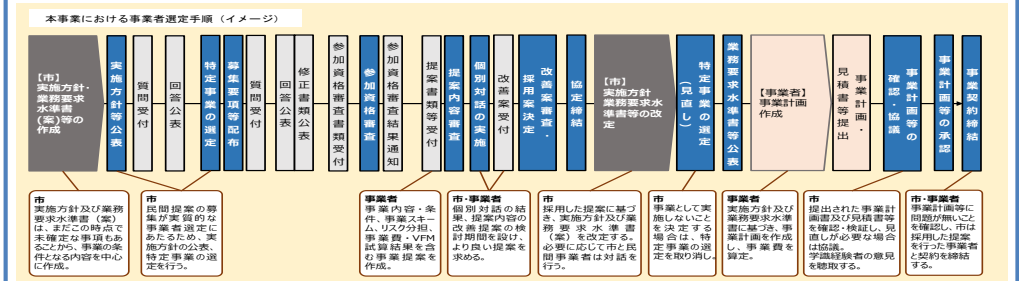 本事業における事業者選定手順（イメージ）
【市】
実施方針・
業務要求
水準書
(案)等の
作成
実施方針等公表
質問受付
回答公表
特定事業の選定
募集要項等配布
質問受付
回答公表
修正書類公表
参加資格審査書類受付
参加資格審査
参加資格審査結果通知
提案書類等受付
提案内容審査
個別対話の実施
改善案受付
改善案審査・
採用案決定
協定締結
【市】
実施方針
業務要求水
準書等の改
定
特定事業の選定
（見直し）
業務要求水準書等公表
【事業者】
事業計画
作成
事業計画・
見積書等提出
事業計画等の
確認・協議
事業計画等の承認
事業契約締結
市
実施方針及び業務
要求水準書（案）
は、まだこの時点で
未確定な事項もあ
ることから、事業の条
件となる内容を中心
に作成。
市
民間提案の募
集が実質的な
事業者選定に
あたるため、実
施方針の公表、
特定事業の選
定を行う。
事業者
事業内容・条
件、事業スキー
ム、リスク分担、
事業費・VFM
試算結果を含
む事業提案を
作成。
市・事業者
個別対話の結
果、提案内容の
改善提案の検
討期間を設け、
より良い提案を
求める。
市
採用した提案に基づ
き、実施方針及び業
務要求水準書
（案）を改定する。
必要に応じて市と民
間事業者は対話を
行う。
市
事業として実
施しないこと
を決定する
場合は、特
定事業の選
定を取り消し。
事業者
実施方針及び
業務要求水準
書に基づき、事
業計画を作成
し、事業費を
算定。
市・事業者
提出された事業計
画書及び見積書等
を確認・検証し、見
直しが必要な場合
は協議。
学識経験者の意見
を聴取する。
市・事業者
事業計画等に
問題が無いこと
を確認し、市は
採用した提案
を行った事業者
と契約を締結
する。